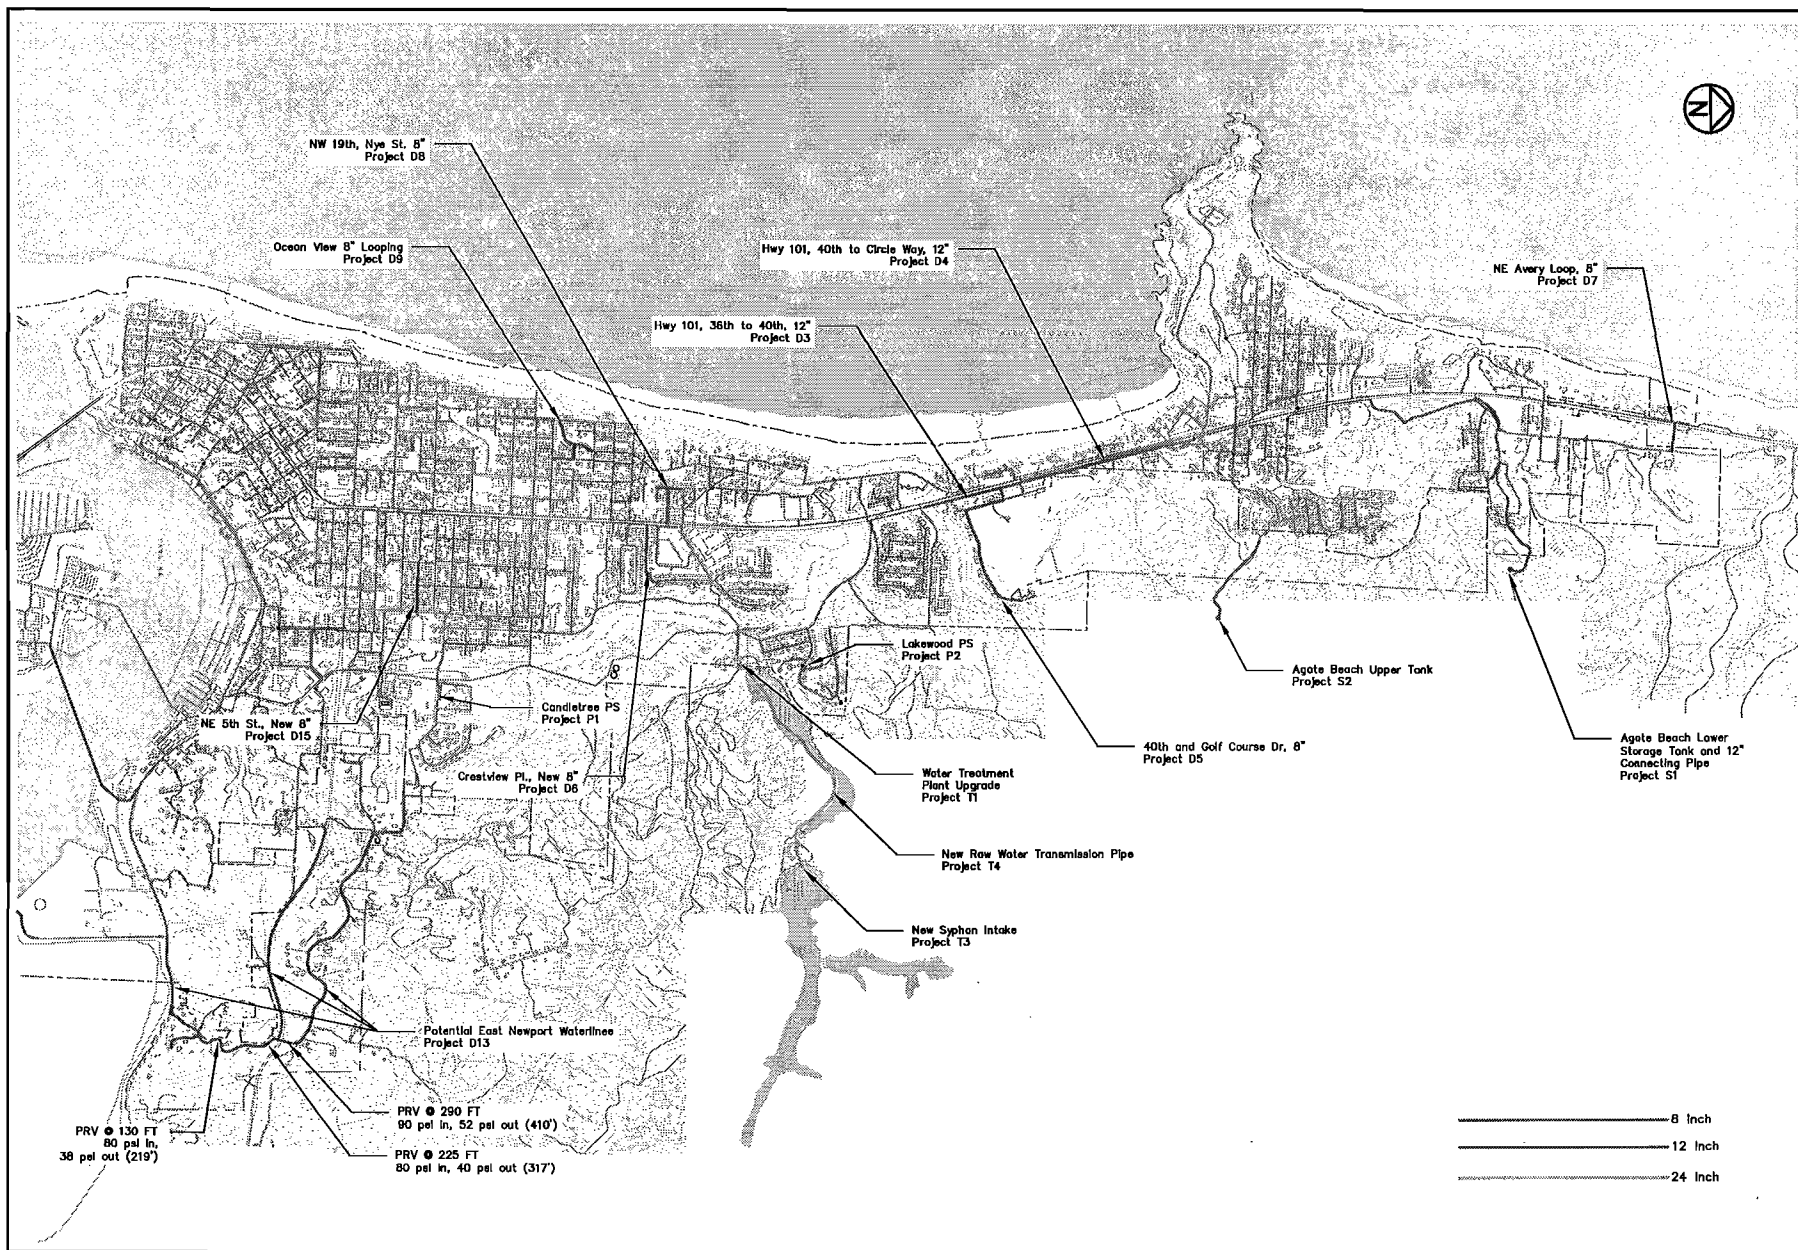 N
NW 19th, Nye St, 8"
Project D8
Ocean View 8" Looping
Project D9
Hwy 101, 40th to Circle Way, 12"
Project D4
NE Avery Loop, 8"
Project D7
Hwy 101, 36th to 40th, 12"
Project D3
Lakewood PS
Project P2
Agate Beach Upper Tank
Project S2
Candletree PS
Project P1
NE 5th St., New 8"
Project D15
40th and Golf Course Dr, 8"
Project D5
Agate Beach Lower
Storage Tank and 12"
Connecting Pipe
Project S1
Crestview Pl., New 8"
Project D6
Water Treatment
Plant Upgrade
Project T1
New Raw Water Transmission Pipe
Project T4
New Syphon Intake
Project T3
Potential East Newport Waterlines
Project D13
PRV @ 290 FT
90 psi in, 52 psi out (410')
PRV @ 130 FT
80 psi in,
38 psi out (219')
PRV @ 225 FT
80 psi in, 40 psi out (317')
8 Inch
12 Inch
24 Inch